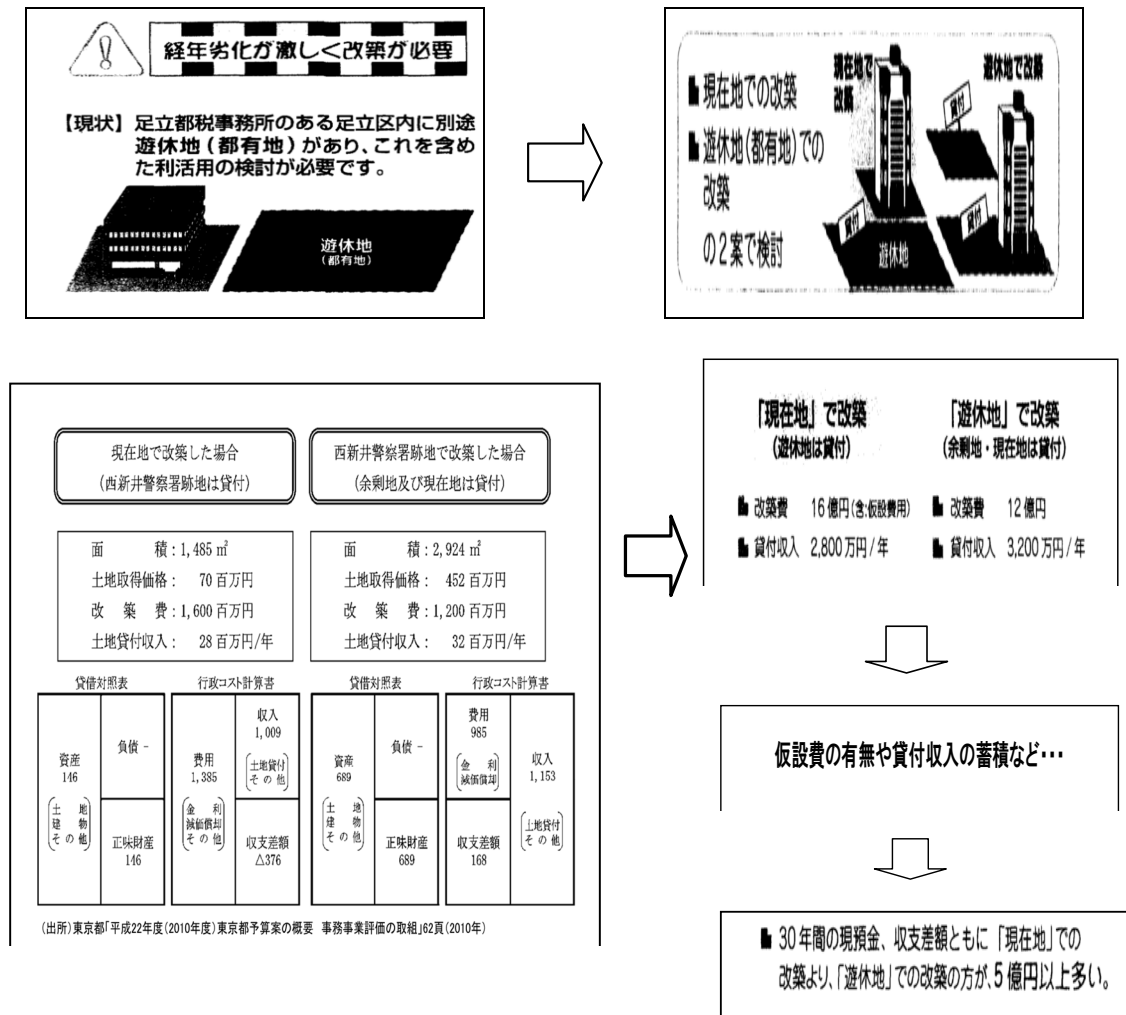 経年劣化が激しく改築が必要
【現状】足立都税事務所のある足立区内に別途
遊休地(都有地)があり、これを含め
た利活用の検討が必要です。
遊休地
(都有地)
現在地での改築
遊休地(都有地)での
改築
の2案で検討
現在地で
改築
遊休地で改築
貸付
貸付
貸付
遊休地
現在地で改築した場合
(西新井警察署跡地は貸付)
西新井警察署跡地で改築した場合
(余剰地及び現在地は貸付)
面 積:1,485 ㎡
土地取得価格: 70 百万円
改 築 費:1,600 百万円
土地貸付収入: 28 百万円/年
面 積:2,924 ㎡
土地取得価格: 452 百万円
改 築 費:1,200 百万円
土地貸付収入: 32 百万円/年
貸借対照表
資産
146
土 地
建 物
そ の 他
負債 -
正味財産
146
行政コスト計算書
費用
1,385
金 利
減価償却
そ の 他
収入
1,009
土地貸付
そ の 他
収支差額
△376
貸借対照表
資産
689
土 地
建 物
そ の 他
負債 -
正味財産
689
行政コスト計算書
費用
985
金 利
減価償却
収支差額
168
収入
1,153
土地貸付
そ の 他
(出所)東京都「平成22年度(2010年度)東京都予算案の概要 事務事業評価の取組」62頁(2010年)
「現在地」で改築
(遊休地は貸付)
改築費 16億円(含:仮設費用)
貸付収入 2,800万円/年
「遊休地」で改築
(余剰地・現在地は貸付)
改築費 12億円
貸付収入 3,200万円/年
仮設費の有無や貸付収入の蓄積など・・・
30年間の現預金、収支差額ともに「現在地」での
改築より、「遊休地」での改築の方が、5億円以上多い。